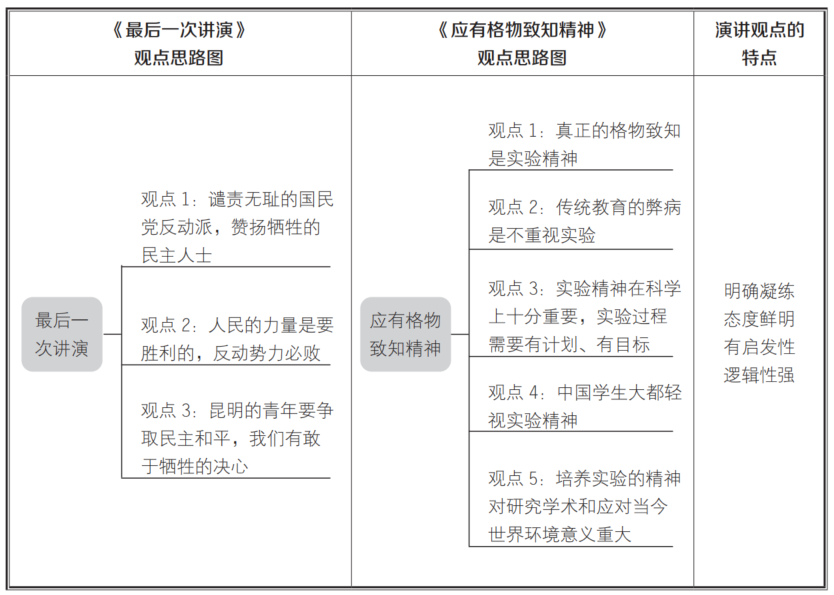 《最后一次讲演》
观点思路图
《应有格物致知精神》
观点思路图
演讲观点的
特点
最后一
次讲演
观点 1：谴责无耻的国民
党反动派，赞扬牺牲的
民主人士
观点 2：人民的力量是要
胜利的，反动势力必败
观点 3：昆明的青年要争
取民主和平，我们有敢
于牺牲的决心
应有格物
致知精神
观点 1：真正的格物致知
是实验精神
观点 2：传统教育的弊病
是不重视实验
观点 3：实验精神在科学
上十分重要，实验过程
需要有计划、有目标
观点 4：中国学生大都轻
视实验精神
观点 5：培养实验的精神
对研究学术和应对当今
世界环境意义重大
明确凝练
态度鲜明
有启发性
逻辑性强